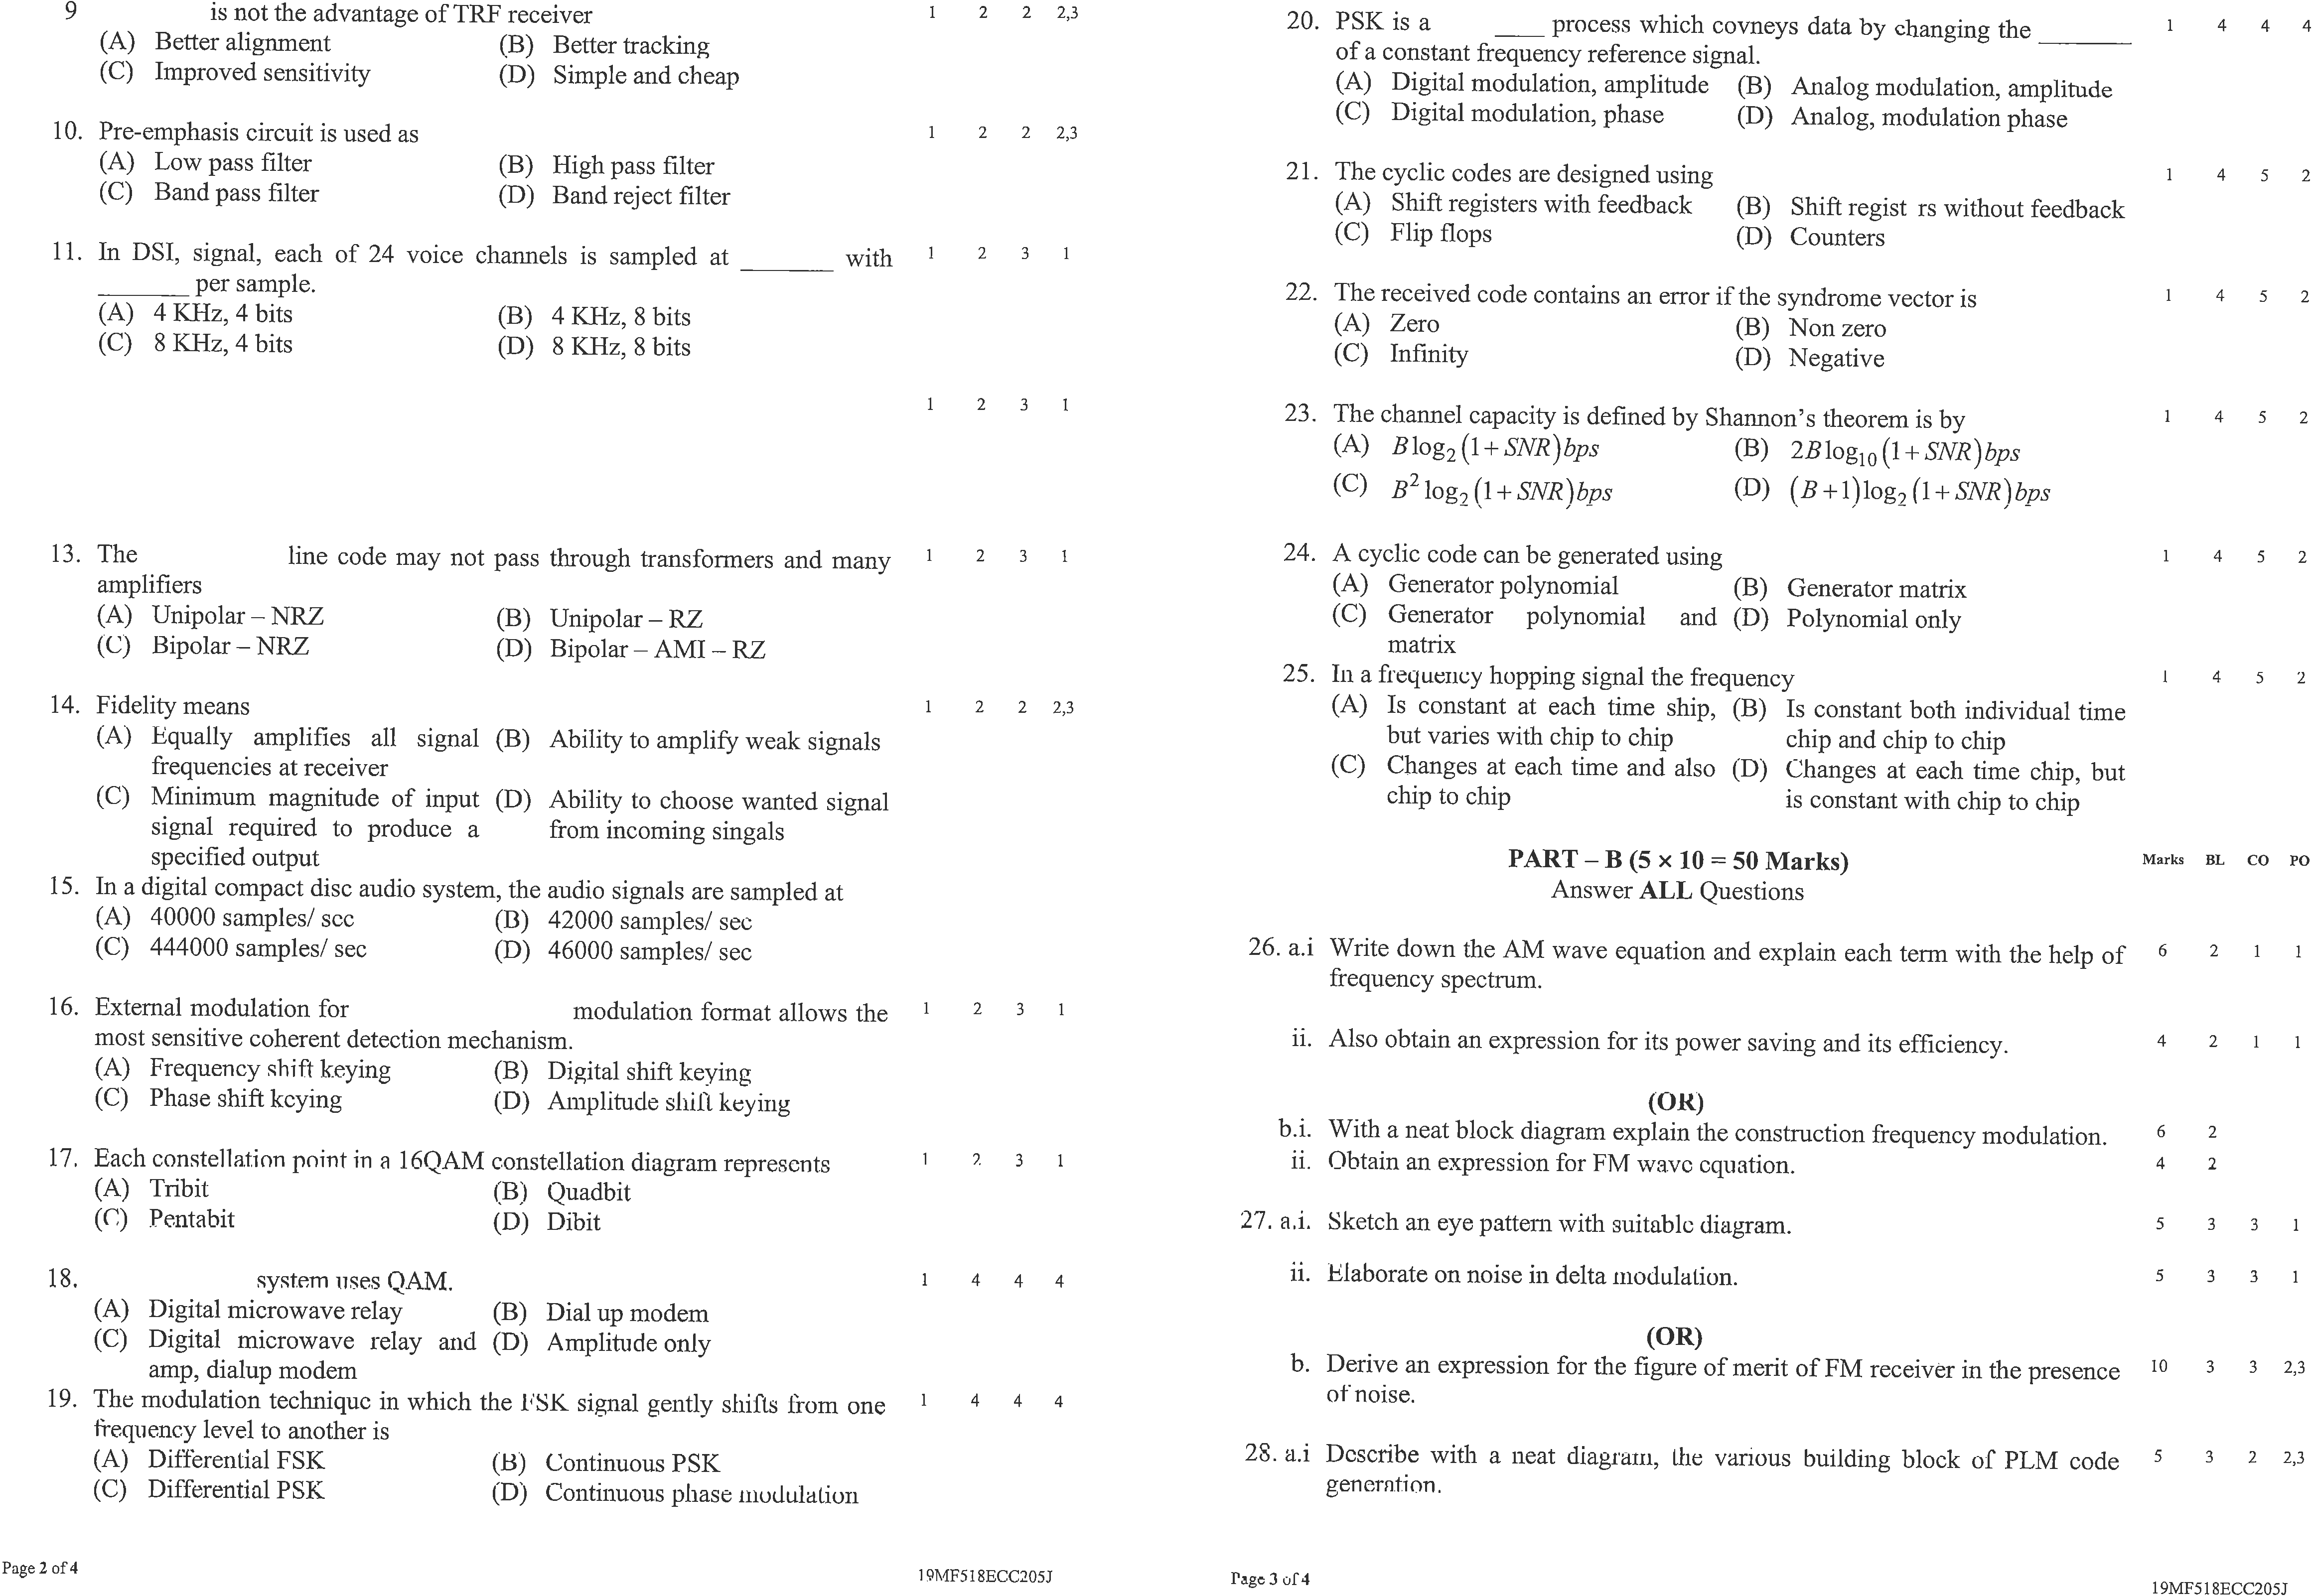 9 is not the advantage of TRF receiver 1 2 2 2,3
(A) Better alignment (B) Better tracking
(C) Improved sensitivity (D) Simple and cheap
10. Pre-emphasis circuit is used as 1 2 2 2,3
(A) Low pass filter (B) High pass filter
(C) Band pass filter (D) Band reject filter
11. In DSI, signal, each of 24 voice channels is sampled at ______ with 1 2 3 1
______ per sample.
(A) 4 KHz, 4 bits (B) 4 KHz, 8 bits
(C) 8 KHz, 4 bits (D) 8 KHz, 8 bits
1 2 3 1
13. The line code may not pass through transformers and many 1 2 3 1
amplifiers
(A) Unipolar – NRZ (B) Unipolar – RZ
(C) Bipolar – NRZ (D) Bipolar – AMI – RZ
14. Fidelity means 1 2 2 2,3
(A) Equally amplifies all signal (B) Ability to amplify weak signals
frequencies at receiver
(C) Minimum magnitude of input (D) Ability to choose wanted signal
signal required to produce a from incoming singals
specified output
15. In a digital compact disc audio system, the audio signals are sampled at
(A) 40000 samples/ sec (B) 42000 samples/ sec
(C) 444000 samples/ sec (D) 46000 samples/ sec
16. External modulation for modulation format allows the 1 2 3 1
most sensitive coherent detection mechanism.
(A) Frequency shift keying (B) Digital shift keying
(C) Phase shift keying (D) Amplitude shift keying
17. Each constellation point in a 16QAM constellation diagram represents 1 2 3 1
(A) Tribit (B) Quadbit
(C) Pentabit (D) Dibit
18. system uses QAM. 1 4 4 4
(A) Digital microwave relay (B) Dial up modem
(C) Digital microwave relay and (D) Amplitude only
amp, dialup modem
19. The modulation technique in which the FSK signal gently shifts from one 1 4 4 4
frequency level to another is
(A) Differential FSK (B) Continuous PSK
(C) Differential PSK (D) Continuous phase modulation
Page 2 of 4 19MF518ECC205J
20. PSK is a ____ process which covneys data by changing the ______ 1 4 4 4
of a constant frequency reference signal.
(A) Digital modulation, amplitude (B) Analog modulation, amplitude
(C) Digital modulation, phase (D) Analog, modulation phase
21. The cyclic codes are designed using 1 4 5 2
(A) Shift registers with feedback (B) Shift regist rs without feedback
(C) Flip flops (D) Counters
22. The received code contains an error if the syndrome vector is 1 4 5 2
(A) Zero (B) Non zero
(C) Infinity (D) Negative
23. The channel capacity is defined by Shannon's theorem is by 1 4 5 2
(A) B log₂ (1 + SNR) bps (B) 2B log₁₀ (1 + SNR) bps
(C) B² log₂ (1 + SNR) bps (D) (B + 1) log₂ (1 + SNR) bps
24. A cyclic code can be generated using 1 4 5 2
(A) Generator polynomial (B) Generator matrix
(C) Generator polynomial and (D) Polynomial only
matrix
25. In a frequency hopping signal the frequency 1 4 5 2
(A) Is constant at each time ship, (B) Is constant both individual time
but varies with chip to chip chip and chip to chip
(C) Changes at each time and also (D) Changes at each time chip, but
chip to chip is constant with chip to chip
PART – B (5 × 10 = 50 Marks) Marks BL CO PO
Answer ALL Questions
26. a.i Write down the AM wave equation and explain each term with the help of 6 2 1 1
frequency spectrum.
ii. Also obtain an expression for its power saving and its efficiency. 4 2 1 1
(OR)
b.i. With a neat block diagram explain the construction frequency modulation. 6 2
ii. Obtain an expression for FM wave equation. 4 2
27. a.i. Sketch an eye pattern with suitable diagram. 5 3 3 1
ii. Elaborate on noise in delta modulation. 5 3 3 1
(OR)
b. Derive an expression for the figure of merit of FM receiver in the presence 10 3 3 2,3
of noise.
28. a.i Describe with a neat diagram, the various building block of PLM code 5 3 2 2,3
generation.
Page 3 of 4 19MF518ECC205J